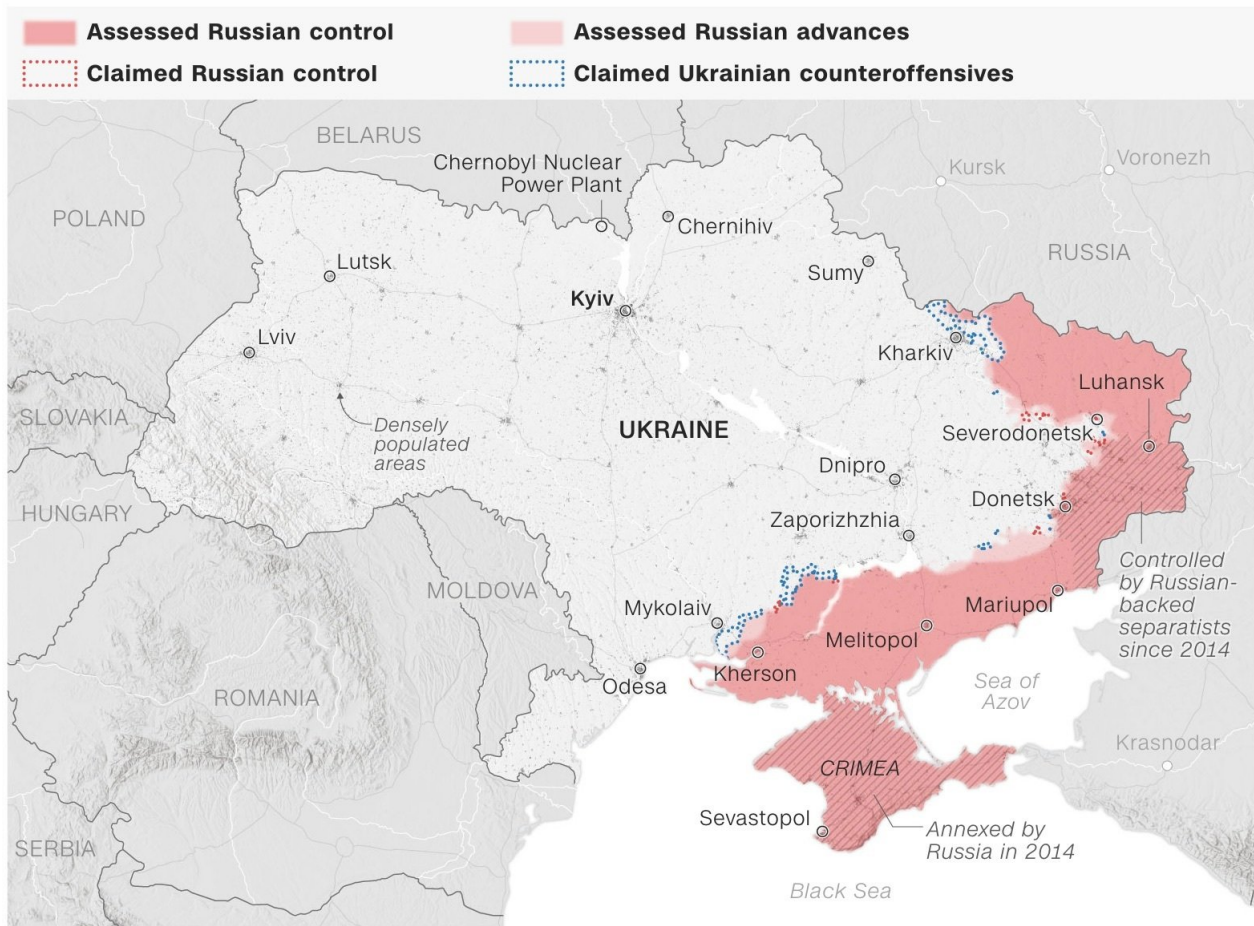 Assessed Russian control
Assessed Russian advances
Claimed Russian control
Claimed Ukrainian counteroffensives
BELARUS
Chernobyl Nuclear
Power Plant
Kursk
Voronezh
POLAND
Chernihiv
RUSSIA
Lutsk
Sumy
Kyiv
Lviv
Kharkiv
Luhansk
SLOVAKIA
Densely
populated
areas
UKRAINE
Severodonetsk
Dnipro
HUNGARY
Donetsk
Zaporizhzhia
Controlled
by Russian-
backed
separatists
since 2014
MOLDOVA
Mykolaiv
Mariupol
Melitopol
Kherson
Odesa
Sea of
Azov
ROMANIA
Krasnodar
CRIMEA
Sevastopol
Annexed by
Russia in 2014
SERBIA
Black Sea